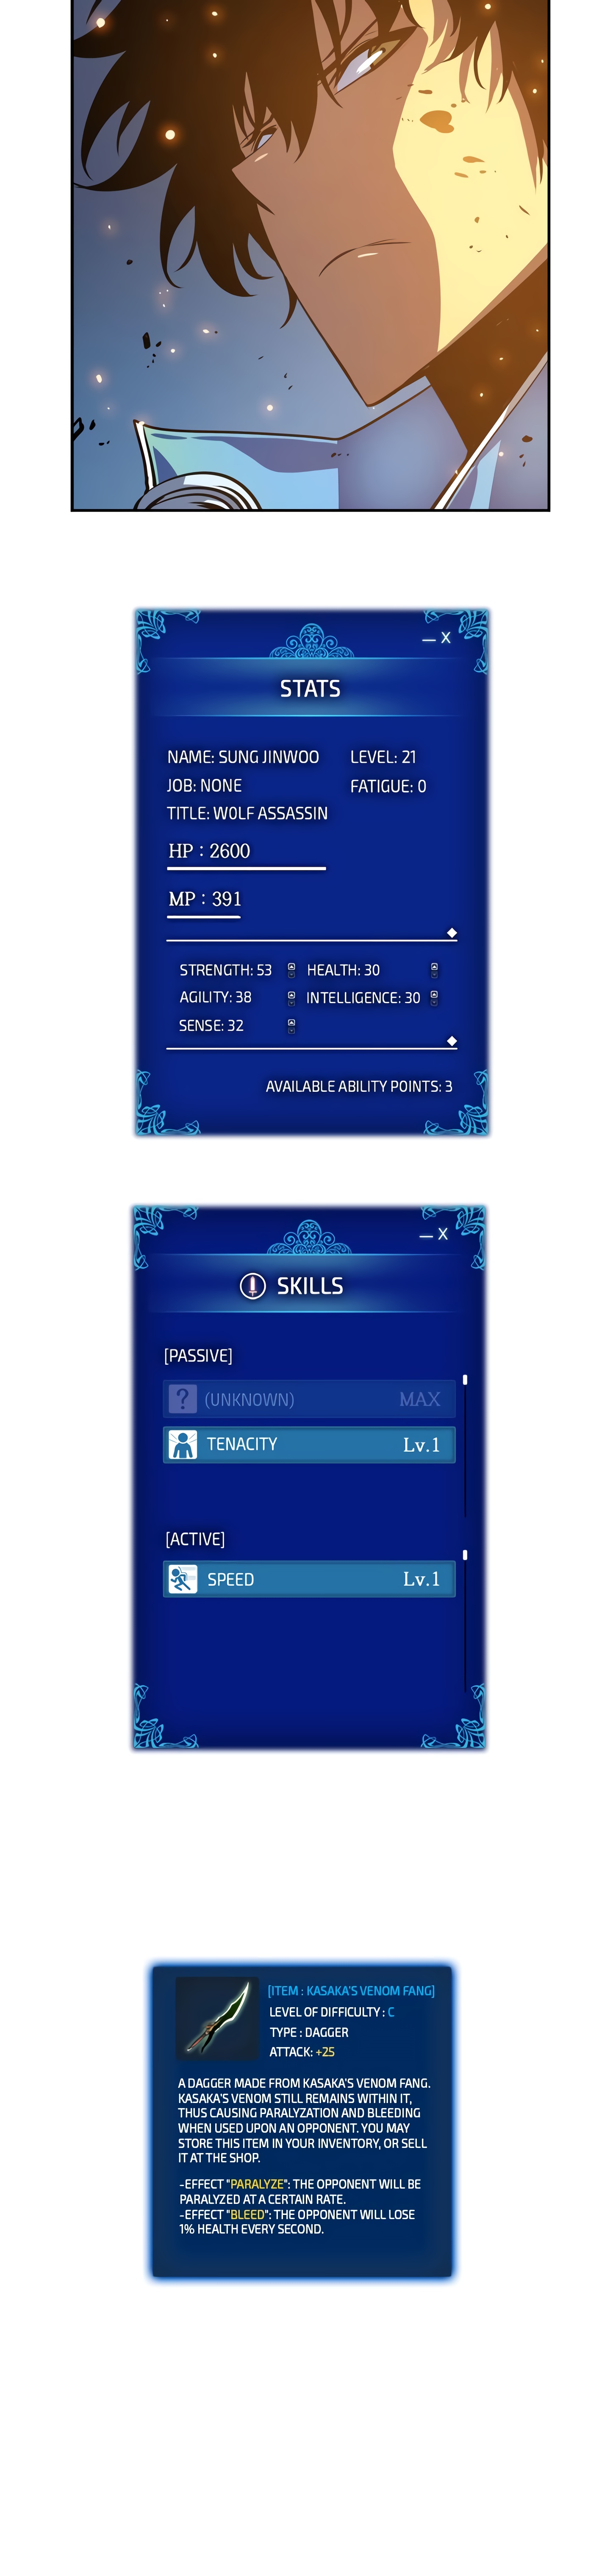 — X
STATS
NAME: SUNG JINWOO LEVEL: 21
JOB: NONE FATIGUE: 0
TITLE: WOLF ASSASSIN
HP : 2600
MP : 391
STRENGTH: 53 HEALTH: 30
AGILITY: 38 INTELLIGENCE: 30
SENSE: 32
AVAILABLE ABILITY POINTS: 3
— X
SKILLS
[PASSIVE]
? (UNKNOWN) MAX
TENACITY Lv.1
[ACTIVE]
SPEED Lv.1
[ITEM : KASAKA'S VENOM FANG]
LEVEL OF DIFFICULTY : C
TYPE : DAGGER
ATTACK: +25
A DAGGER MADE FROM KASAKA'S VENOM FANG.
KASAKA'S VENOM STILL REMAINS WITHIN IT,
THUS CAUSING PARALYZATION AND BLEEDING
WHEN USED UPON AN OPPONENT. YOU MAY
STORE THIS ITEM IN YOUR INVENTORY, OR SELL
IT AT THE SHOP.
-EFFECT "PARALYZE": THE OPPONENT WILL BE
PARALYZED AT A CERTAIN RATE.
-EFFECT "BLEED": THE OPPONENT WILL LOSE
1% HEALTH EVERY SECOND.